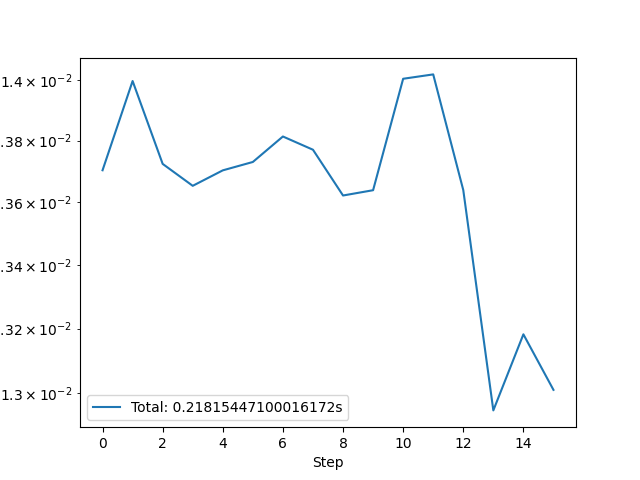 1.4 × 10⁻²
.38 × 10⁻²
.36 × 10⁻²
.34 × 10⁻²
.32 × 10⁻²
1.3 × 10⁻²
Total: 0.21815447100016172s
0 2 4 6 8 10 12 14
Step